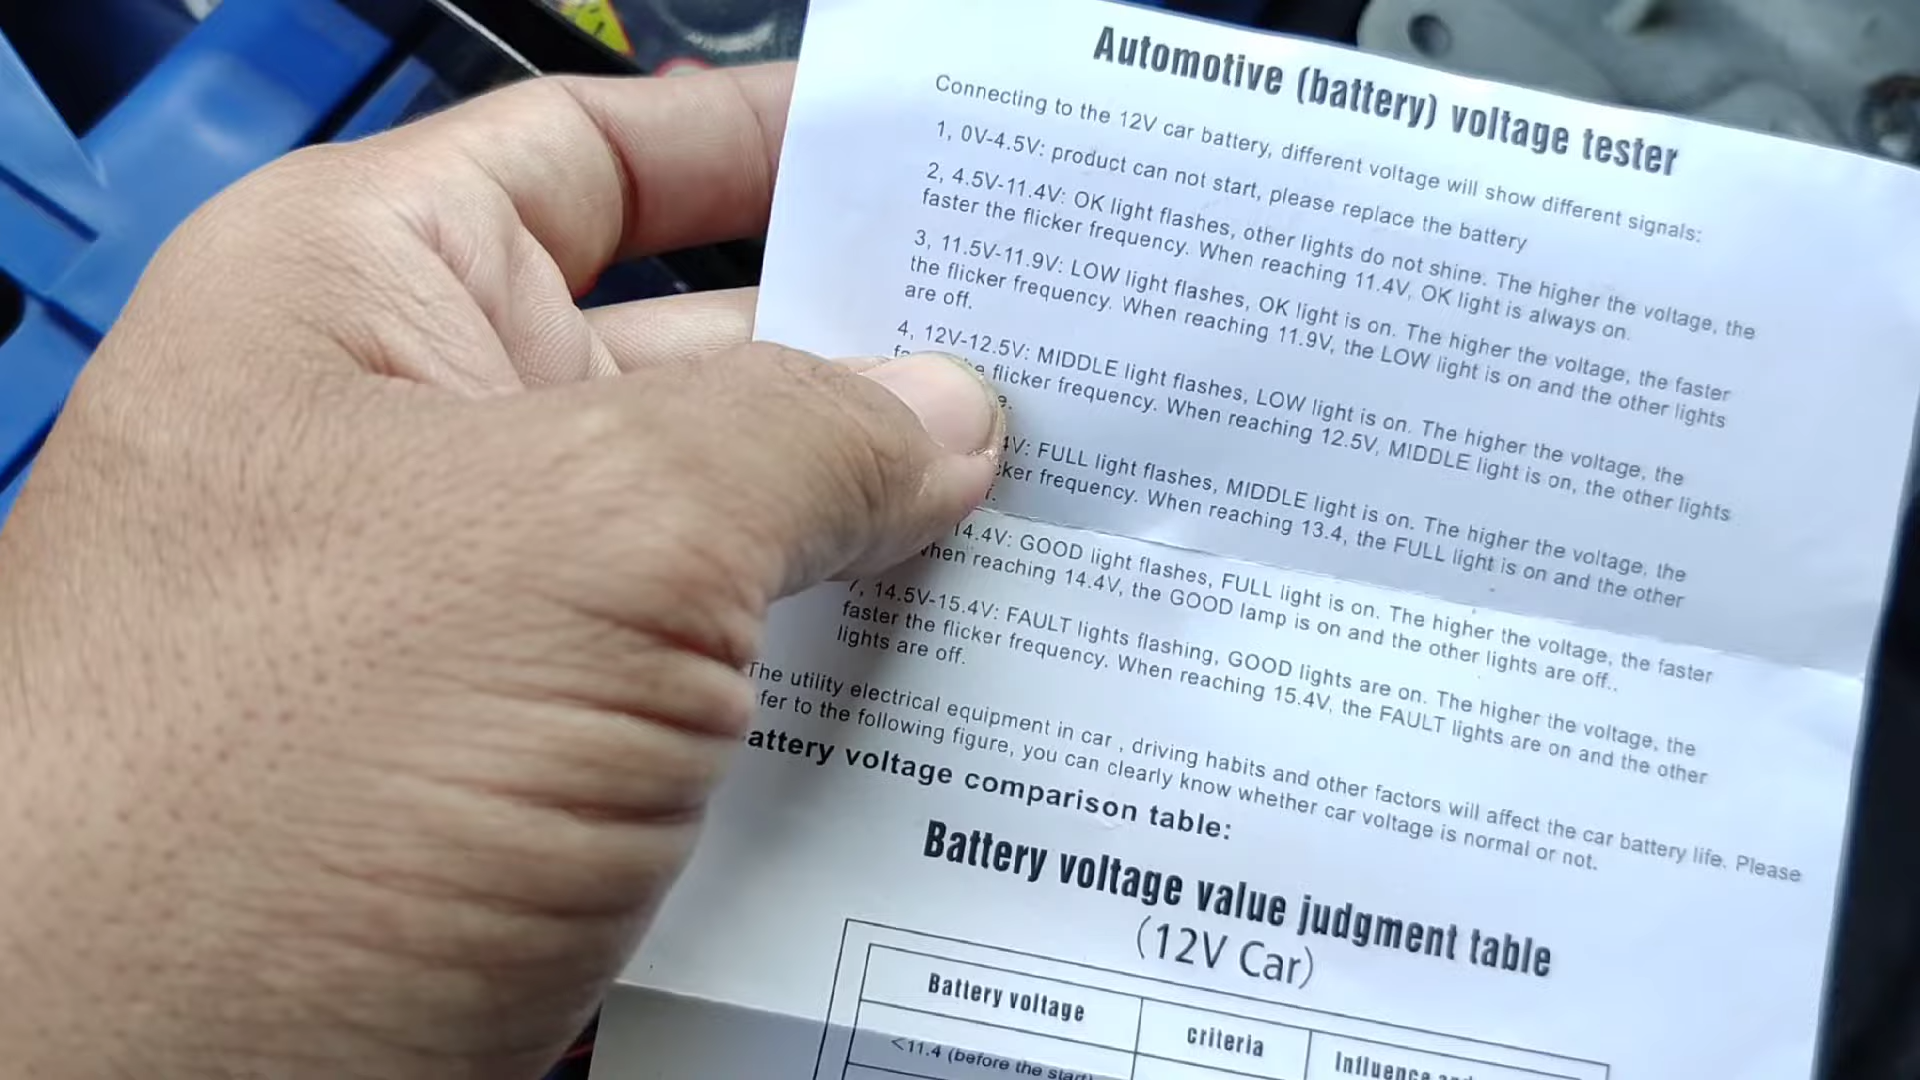 Automotive (battery) voltage tester
Connecting to the 12V car battery, different voltage will show different signals:
1, 0V-4.5V: product can not start, please replace the battery
2, 4.5V-11.4V: OK light flashes, other lights do not shine. The higher the voltage, the
faster the flicker frequency. When reaching 11.4V, OK light is always on.
3, 11.5V-11.9V: LOW light flashes, OK light is on. The higher the voltage, the faster
the flicker frequency. When reaching 11.9V, the LOW light is on and the other lights
are off.
4, 12V-12.5V: MIDDLE light flashes, LOW light is on. The higher the voltage, the
flicker frequency. When reaching 12.5V, MIDDLE light is on, the other lights
4V: FULL light flashes, MIDDLE light is on. The higher the voltage, the
frequency. When reaching 13.4, the FULL light is on and the other
14.4V: GOOD light flashes, FULL light is on. The higher the voltage, the faster
when reaching 14.4V, the GOOD lamp is on and the other lights are off..
7, 14.5V-15.4V: FAULT lights flashing, GOOD lights are on. The higher the voltage, the
faster the flicker frequency. When reaching 15.4V, the FAULT lights are on and the other
lights are off.
The utility electrical equipment in car , driving habits and other factors will affect the car battery life. Please
fer to the following figure, you can clearly know whether car voltage is normal or not.
attery voltage comparison table:
Battery voltage value judgment table
(12V Car)
Battery voltage
criteria
Influence
<11.4 (before the start)